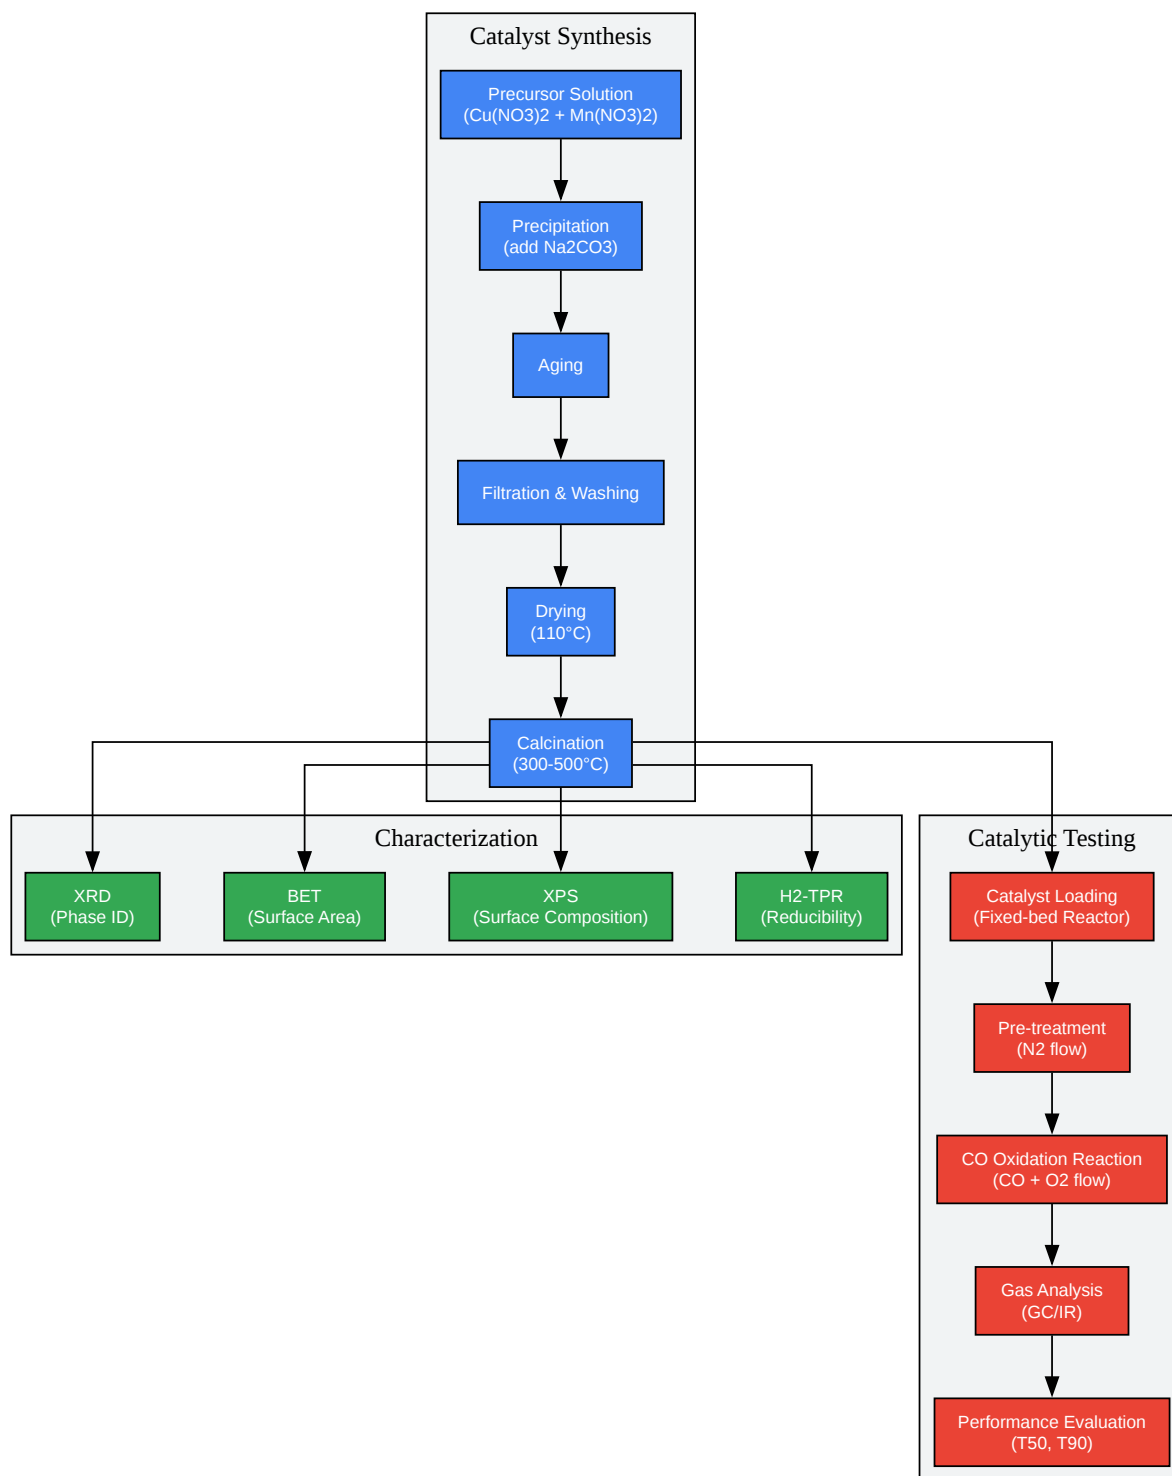 Catalyst Synthesis
Precursor Solution
(Cu(NO3)2 + Mn(NO3)2)
Precipitation
(add Na2CO3)
Aging
Filtration & Washing
Drying
(110°C)
Calcination
(300-500°C)
Characterization
XRD
(Phase ID)
BET
(Surface Area)
XPS
(Surface Composition)
H2-TPR
(Reducibility)
Catalytic Testing
Catalyst Loading
(Fixed-bed Reactor)
Pre-treatment
(N2 flow)
CO Oxidation Reaction
(CO + O2 flow)
Gas Analysis
(GC/IR)
Performance Evaluation
(T50, T90)